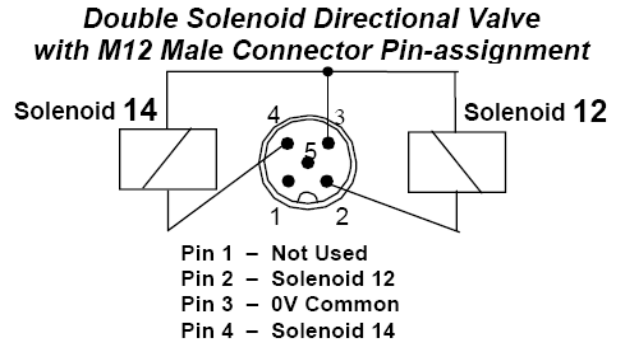 Double Solenoid Directional Valve
with M12 Male Connector Pin-assignment
Solenoid 14
4
3
Solenoid 12
5
1
2
Pin 1 – Not Used
Pin 2 – Solenoid 12
Pin 3 – 0V Common
Pin 4 – Solenoid 14